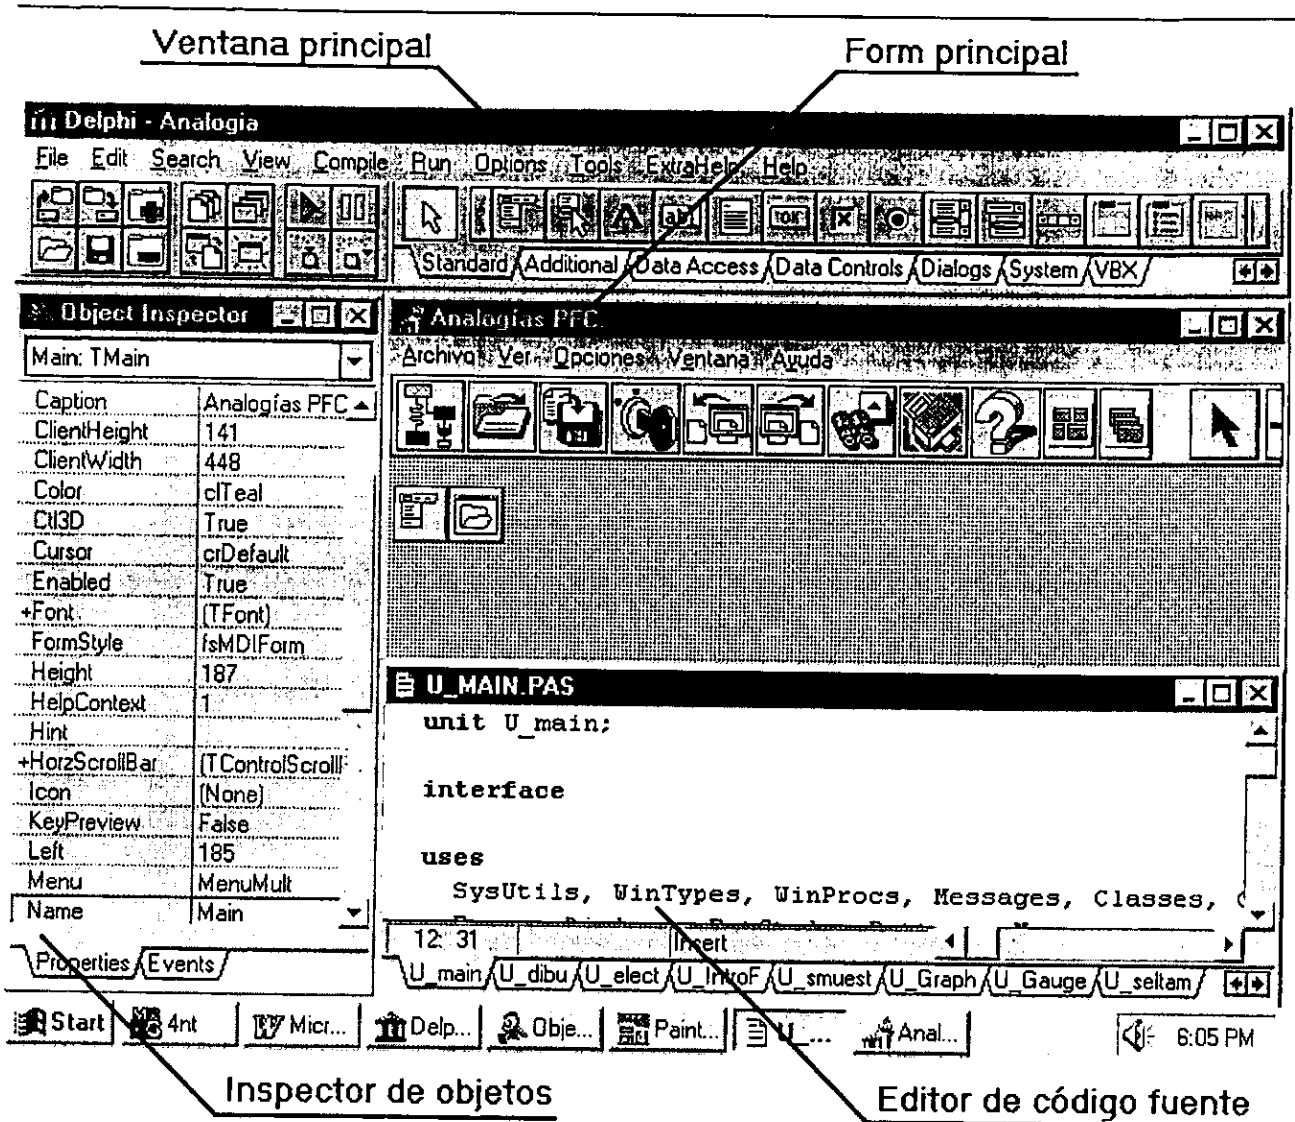 Ventana principal
Form principal
Delphi - Analogia
File Edit Search View Compile Run Options Tools ExtraHelp Help
Standard Additional Data Access Data Controls Dialogs System VBX
Object Inspector
Main: TMain
Caption Analogías PFC
ClientHeight 141
ClientWidth 448
Color clTeal
Ctl3D True
Cursor crDefault
Enabled True
+Font (TFont)
FormStyle fsMDIForm
Height 187
HelpContext 1
Hint
+HorzScrollBar (TControlScroll
Icon (None)
KeyPreview False
Left 185
Menu MenuMult
Name Main
Properties Events
Analogías PFC.
Archivo Ver Opciones Ventana Ayuda
U_MAIN.PAS
unit U_main;
interface
uses
SysUtils, WinTypes, WinProcs, Messages, Classes,
12: 31 Insert
U_main U_dibu U_elect U_IntroF U_smuest U_Graph U_Gauge U_seltam
Start 4nt Micr... Delp... Obje... Paint... U_... Anal... 6:05 PM
Inspector de objetos
Editor de código fuente